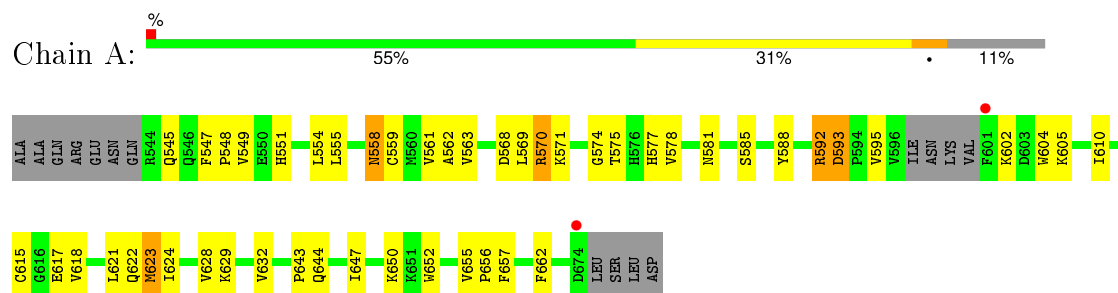 %
Chain A:
55% 31% • 11%
ALA ALA GLN ARG GLU ASN GLN R544 Q545 Q546 F547 P548 V549 E550 H551 L554 L555 N558 C559 M560 V561 A562 V563 D568 L569 R570 K571 G574 T575 H576 H577 V578 N581 S585 Y588 R592 D593 P594 V595 V596 ILE ASN LYS VAL F601 K602 D603 W604 K605 I610
C615 G616 E617 V618 L621 Q622 M623 I624 V628 K629 V632 P643 Q644 I647 K650 K651 W652 V655 P656 F657 F662 D674 LEU SER LEU ASP